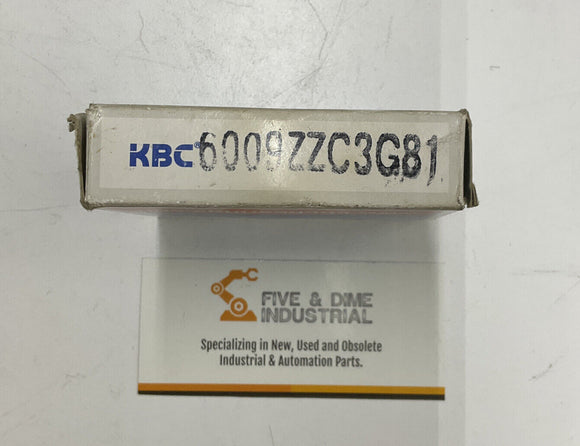 KBC 6009ZZC3G81
FIVE & DIME
INDUSTRIAL
Specializing in New, Used and Obsolete
Industrial & Automation Parts.